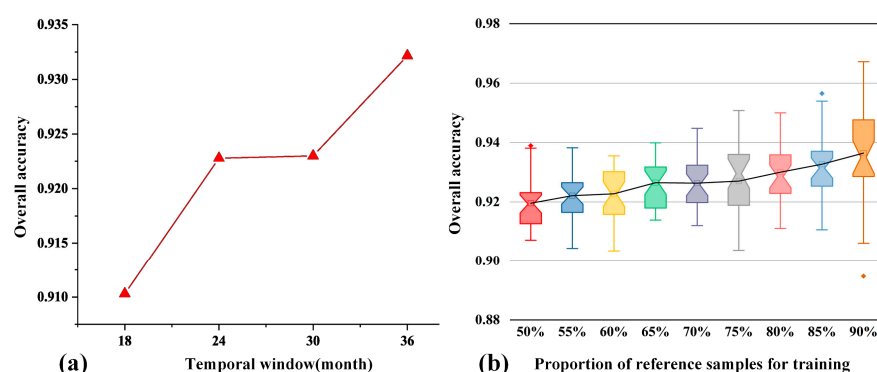 0.935
0.930
0.925
0.920
0.915
0.910
Overall accuracy
18 24 30 36
(a) Temporal window(month)
0.98
0.96
0.94
0.92
0.90
0.88
Overall accuracy
50% 55% 60% 65% 70% 75% 80% 85% 90%
(b) Proportion of reference samples for training